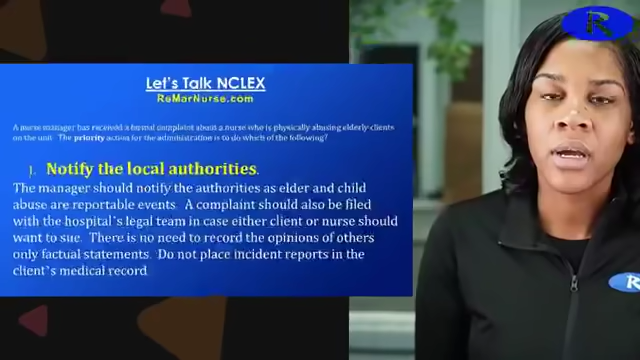 Let's Talk NCLEX
ReMarNurse.com
A nurse manager has received a formal complaint about a nurse who is physically abusing elderly clients
on the unit. The priority action for the administration is to do which of the following?
1. Notify the local authorities.
The manager should notify the authorities as elder and child
abuse are reportable events. A complaint should also be filed
with the hospital's legal team in case either client or nurse should
want to sue. There is no need to record the opinions of others
only factual statements. Do not place incident reports in the
client's medical record
R
R